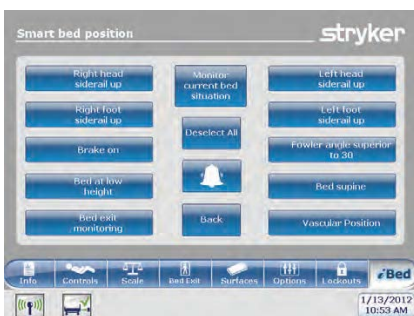 Smart bed position
stryker
Right head
siderail up
Monitor
current bed
situation
Left head
siderail up
Right foot
siderail up
Deselect All
Left foot
siderail up
Brake on
Fowler angle superior
to 30
Bed at low
height
Bed supine
Bed exit
monitoring
Back
Vascular Position
Info
Controls
Scale
Bed Exit
Surfaces
Options
Lockouts
iBed
1/13/2012
10:53 AM